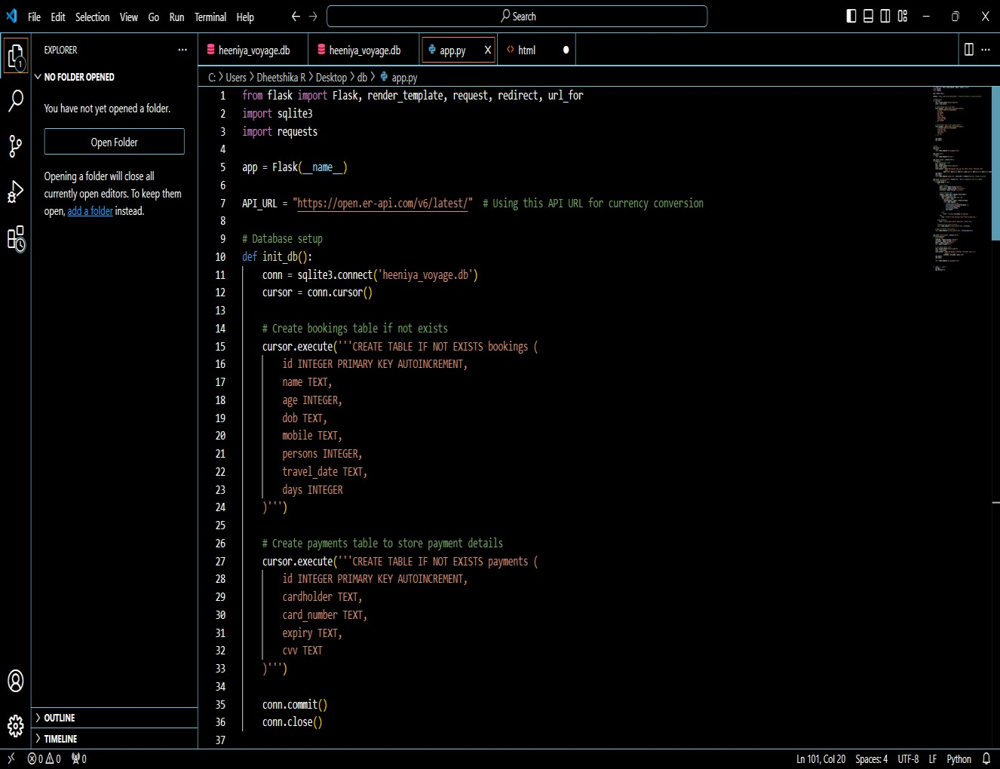 File Edit Selection View Go Run Terminal Help
Search
EXPLORER
heeniya_voyage.db
heeniya_voyage.db
app.py
html
NO FOLDER OPENED
C: > Users > Dheetshika R > Desktop > db > app.py
You have not yet opened a folder.
Open Folder
Opening a folder will close all
currently open editors. To keep them
open, add a folder instead.
1 from flask import Flask, render_template, request, redirect, url_for
2 import sqlite3
3 import requests
4
5 app = Flask(__name__)
6
7 API_URL = "https://open.er-api.com/v6/latest/"  # Using this API URL for currency conversion
8
9 # Database setup
10 def init_db():
11     conn = sqlite3.connect('heeniya_voyage.db')
12     cursor = conn.cursor()
13
14     # Create bookings table if not exists
15     cursor.execute('''CREATE TABLE IF NOT EXISTS bookings (
16         id INTEGER PRIMARY KEY AUTOINCREMENT,
17         name TEXT,
18         age INTEGER,
19         dob TEXT,
20         mobile TEXT,
21         persons INTEGER,
22         travel_date TEXT,
23         days INTEGER
24     )''')
25
26     # Create payments table to store payment details
27     cursor.execute('''CREATE TABLE IF NOT EXISTS payments (
28         id INTEGER PRIMARY KEY AUTOINCREMENT,
29         cardholder TEXT,
30         card_number TEXT,
31         expiry TEXT,
32         cvv TEXT
33     )''')
34
35     conn.commit()
36     conn.close()
37
OUTLINE
TIMELINE
0 0 0
Ln 101, Col 20 Spaces: 4 UTF-8 LF Python